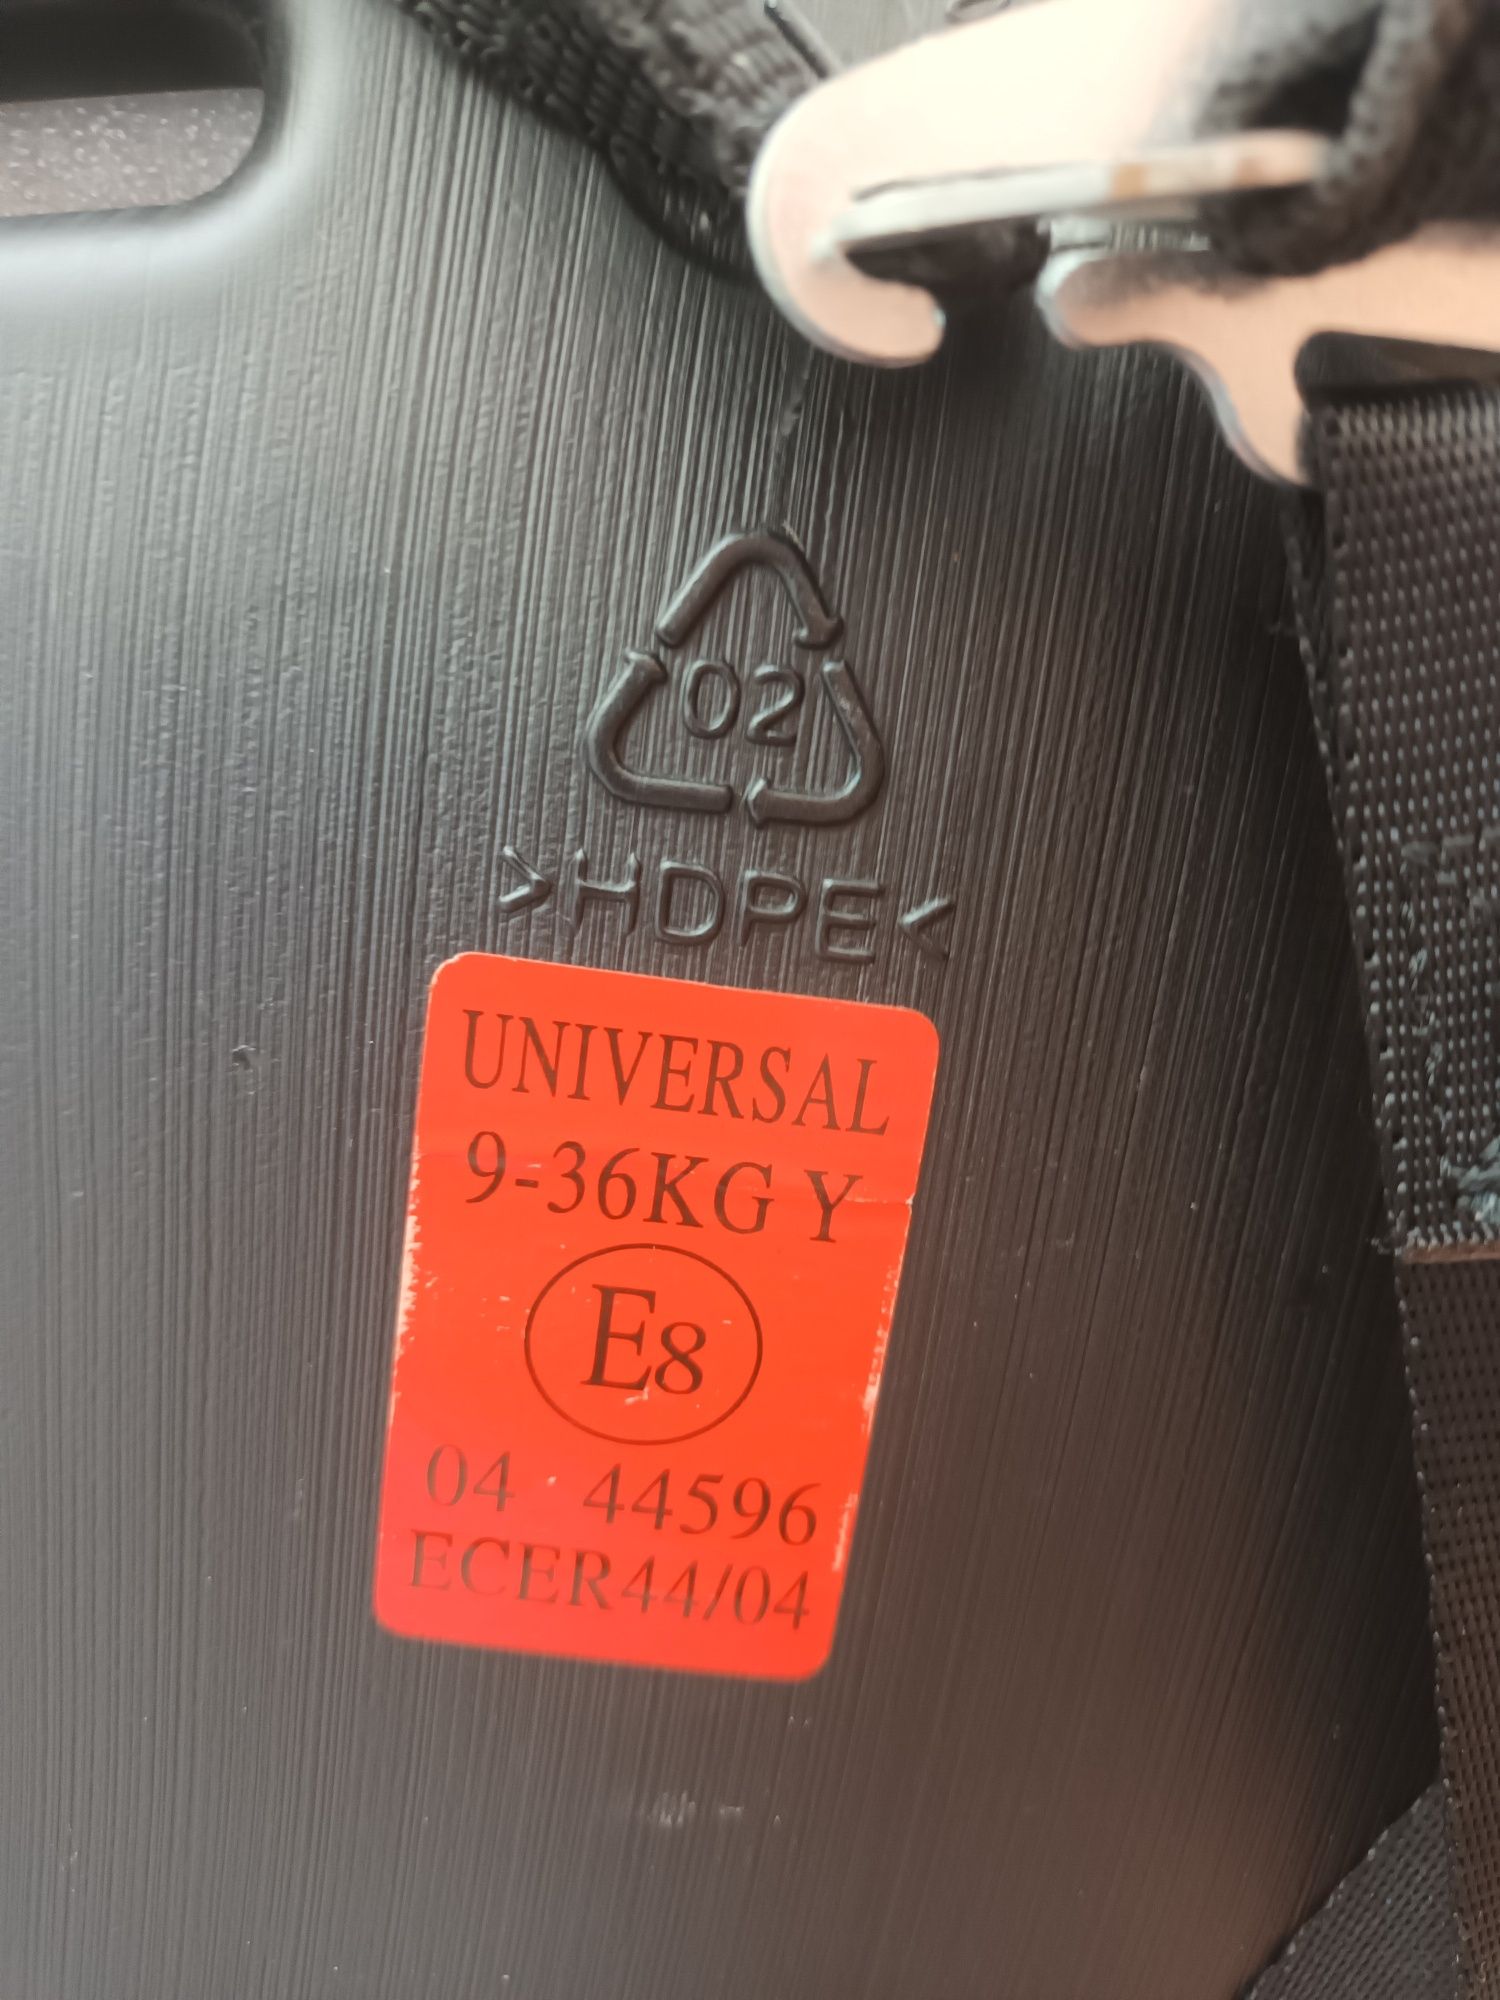 02
>HDPE<
UNIVERSAL
9-36KG Y
E8
04 44596
ECER44/04